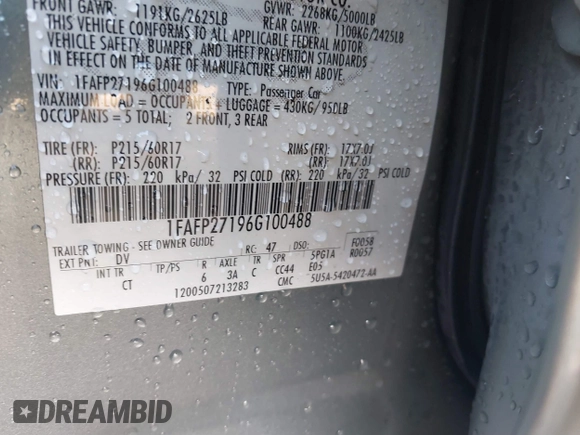 OR CO.
FRONT GAWR: 1191KG/2625LB GVWR: 2268KG/5000LB
REAR GAWR: 1100KG/2425LB
THIS VEHICLE CONFORMS TO ALL APPLICABLE FEDERAL MOTOR
VEHICLE SAFETY, BUMPER, AND THEFT PREVENTION STANDARDS
IN EFFECT ON THE DATE OF MANUFACTURE SHOWN ABOVE.
VIN: 1FAFP27196G100488 TYPE: Passenger Car
MAXIMUM LOAD = OCCUPANTS + LUGGAGE = 430KG/950LB
OCCUPANTS = 5 TOTAL; 2 FRONT, 3 REAR
TIRE (FR): P215/60R17 RIMS (FR): 17X7.0J
(RR): P215/60R17 (RR): 17X7.0J
PRESSURE (FR): 220 kPa/ 32 PSI COLD (RR): 220 kPa/ 32 PSI COLD
1FAFP27196G100488
TRAILER TOWING - SEE OWNER GUIDE RC: 47 DSO: F0058
EXT PNT: DV 5PG1A R0057
INT TR TP/PS R A TR SPR CC44 E05
CT 6 3A C CMC 5U5A-5420472-AA
1200507213283
DREAMBID